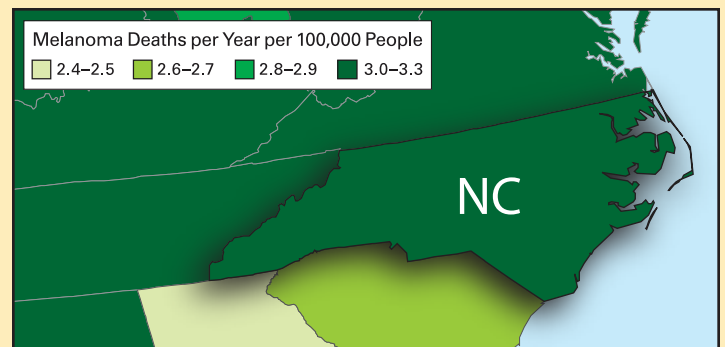 Melanoma Deaths per Year per 100,000 People
2.4–2.5 2.6–2.7 2.8–2.9 3.0–3.3
NC